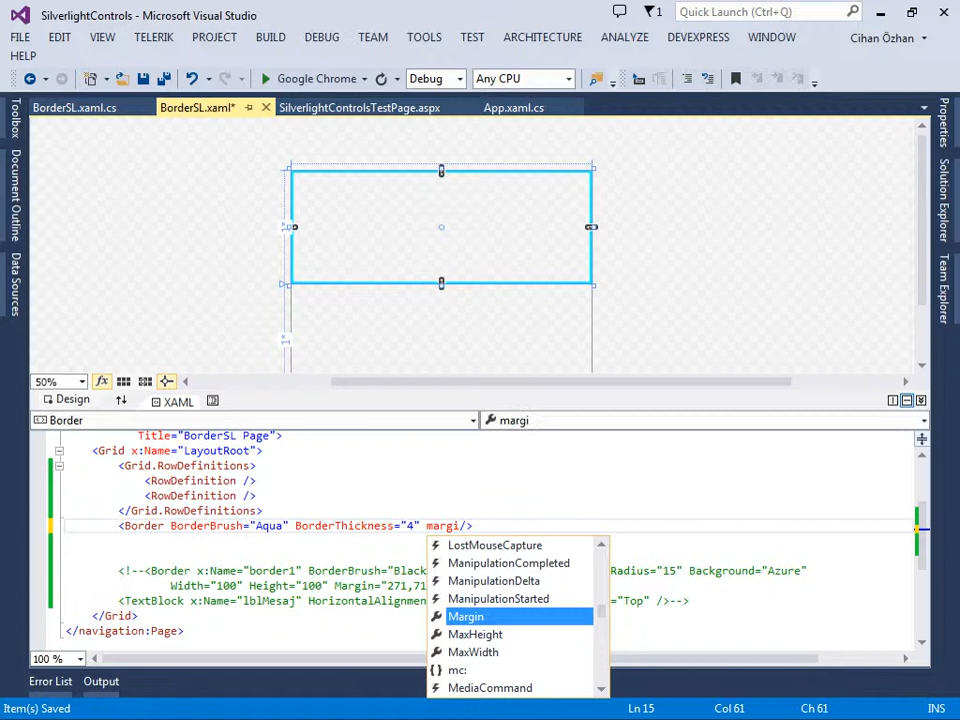 SilverlightControls - Microsoft Visual Studio
1
Quick Launch (Ctrl+Q)
FILE EDIT VIEW TELERIK PROJECT BUILD DEBUG TEAM TOOLS TEST ARCHITECTURE ANALYZE DEVEXPRESS WINDOW
Cihan Özhan
HELP
Google Chrome Debug Any CPU
BorderSL.xaml.cs BorderSL.xaml* SilverlightControlsTestPage.aspx App.xaml.cs
Toolbox
Document Outline
Data Sources
Properties
Solution Explorer
Team Explorer
1*
1*
50% fx
Design XAML
Border margi
Title="BorderSL Page">
<Grid x:Name="LayoutRoot">
<Grid.RowDefinitions>
<RowDefinition />
<RowDefinition />
</Grid.RowDefinitions>
<Border BorderBrush="Aqua" BorderThickness="4" margi/>
LostMouseCapture
ManipulationCompleted
ManipulationDelta
ManipulationStarted
Margin
MaxHeight
MaxWidth
mc:
MediaCommand
<!--<Border x:Name="border1" BorderBrush="Black" Radius="15" Background="Azure"
Width="100" Height="100" Margin="271,71
<TextBlock x:Name="lblMesaj" HorizontalAlignment ="Top" />-->
</Grid>
</navigation:Page>
100 %
Error List Output
Item(s) Saved Ln 15 Col 61 Ch 61 INS